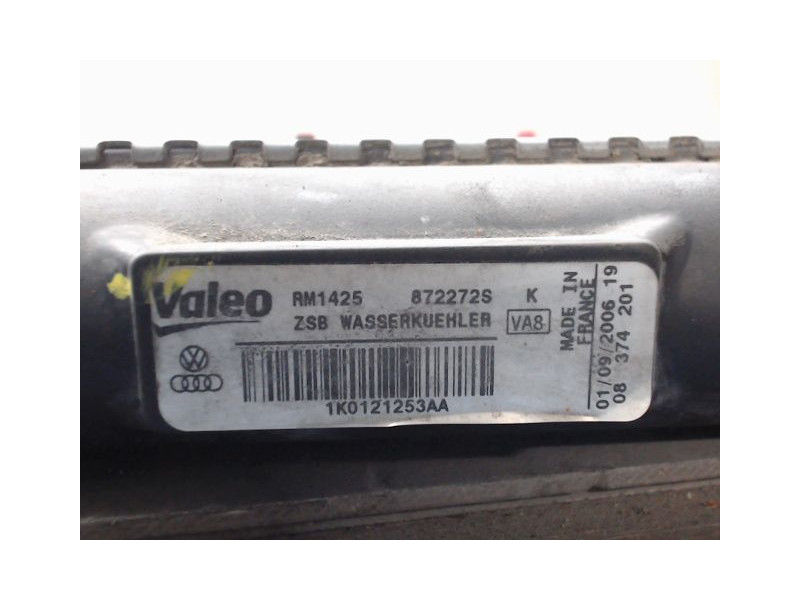 Valeo RM1425 872272S K
ZSB WASSERKUEHLER VA8
1K0121253AA
MADE IN
FRANCE
01/09/2006 19
08 374 201